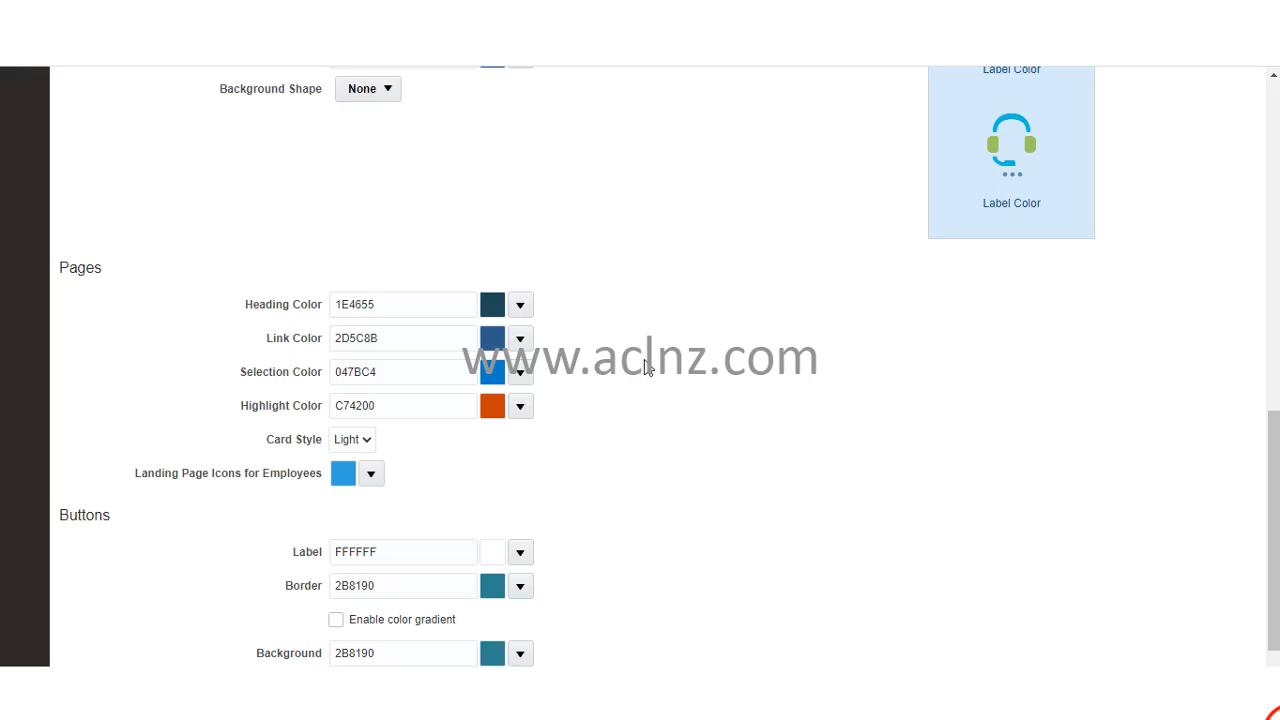 Label Color
Background Shape None
Label Color
Pages
Heading Color 1E4655
Link Color 2D5C8B
www.aclnz.com
Selection Color 047BC4
Highlight Color C74200
Card Style Light
Landing Page Icons for Employees
Buttons
Label FFFFFF
Border 2B8190
Enable color gradient
Background 2B8190